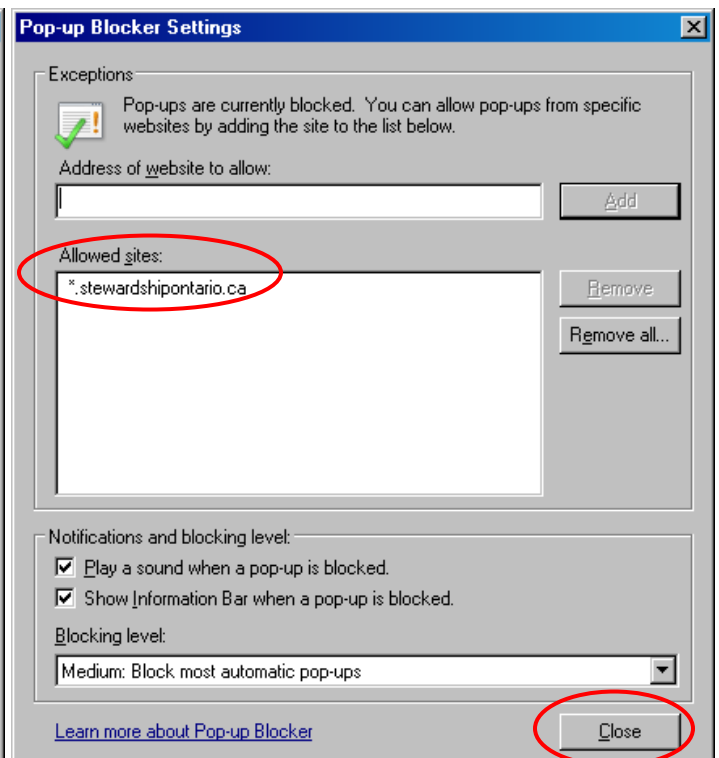 Pop-up Blocker Settings
Exceptions
Pop-ups are currently blocked. You can allow pop-ups from specific
websites by adding the site to the list below.
Address of website to allow:
Add
Allowed sites:
*.stewardshipontario.ca
Remove
Remove all...
Notifications and blocking level:
Play a sound when a pop-up is blocked.
Show Information Bar when a pop-up is blocked.
Blocking level:
Medium: Block most automatic pop-ups
Learn more about Pop-up Blocker
Close